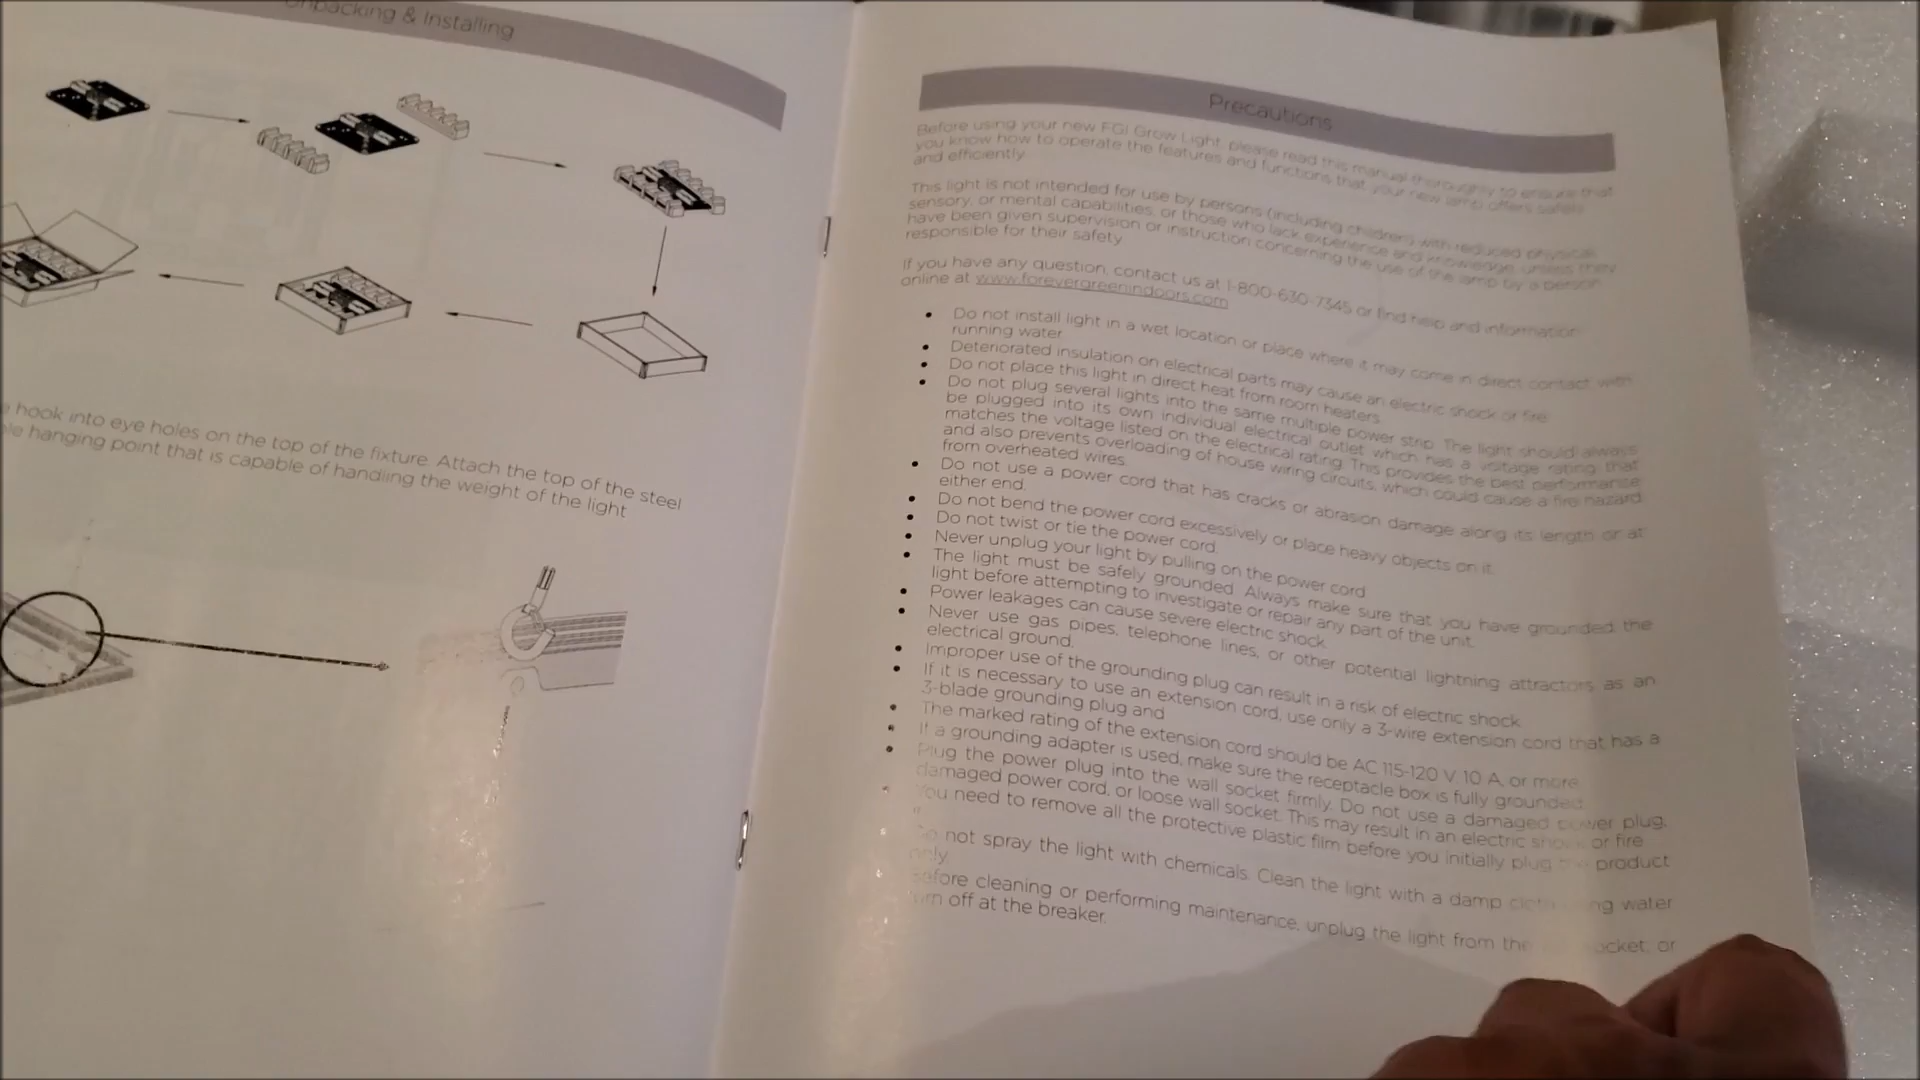 Unpacking & Installing
e hook into eye holes on the top of the fixture. Attach the top of the steel
ble hanging point that is capable of handling the weight of the light
Precautions
Before using your new FGI Grow Light, please read this manual thoroughly to ensure that
you know how to operate the features and functions that your new lamp offers safely
and efficiently.
This light is not intended for use by persons (including children) with reduced physical,
sensory, or mental capabilities, or those who lack experience and knowledge, unless they
have been given supervision or instruction concerning the use of the lamp by a person
responsible for their safety.
If you have any question, contact us at 1-800-630-7345 or find help and information
online at www.forevergreenindoors.com
• Do not install light in a wet location or place where it may come in direct contact with
running water
• Deteriorated insulation on electrical parts may cause an electric shock or fire
• Do not place this light in direct heat from room heaters
• Do not plug several lights into the same multiple power strip. The light should always
be plugged into its own individual electrical outlet which has a voltage rating that
matches the voltage listed on the electrical rating. This provides the best performance
and also prevents overloading of house wiring circuits, which could cause a fire hazard
from overheated wires.
• Do not use a power cord that has cracks or abrasion damage along its length or at
either end.
• Do not bend the power cord excessively or place heavy objects on it.
• Do not twist or tie the power cord.
• Never unplug your light by pulling on the power cord
• The light must be safely grounded. Always make sure that you have grounded the
light before attempting to investigate or repair any part of the unit.
• Power leakages can cause severe electric shock.
• Never use gas pipes, telephone lines, or other potential lightning attractors as an
electrical ground.
• Improper use of the grounding plug can result in a risk of electric shock.
• If it is necessary to use an extension cord, use only a 3-wire extension cord that has a
3-blade grounding plug and
• The marked rating of the extension cord should be AC 115-120 V, 10 A, or more.
• If a grounding adapter is used, make sure the receptacle box is fully grounded.
• Plug the power plug into the wall socket firmly. Do not use a damaged power plug,
damaged power cord, or loose wall socket. This may result in an electric shock or fire
• You need to remove all the protective plastic film before you initially plug product
Do not spray the light with chemicals. Clean the light with a damp water
only.
Before cleaning or performing maintenance, unplug the light from the socket, or
turn off at the breaker.